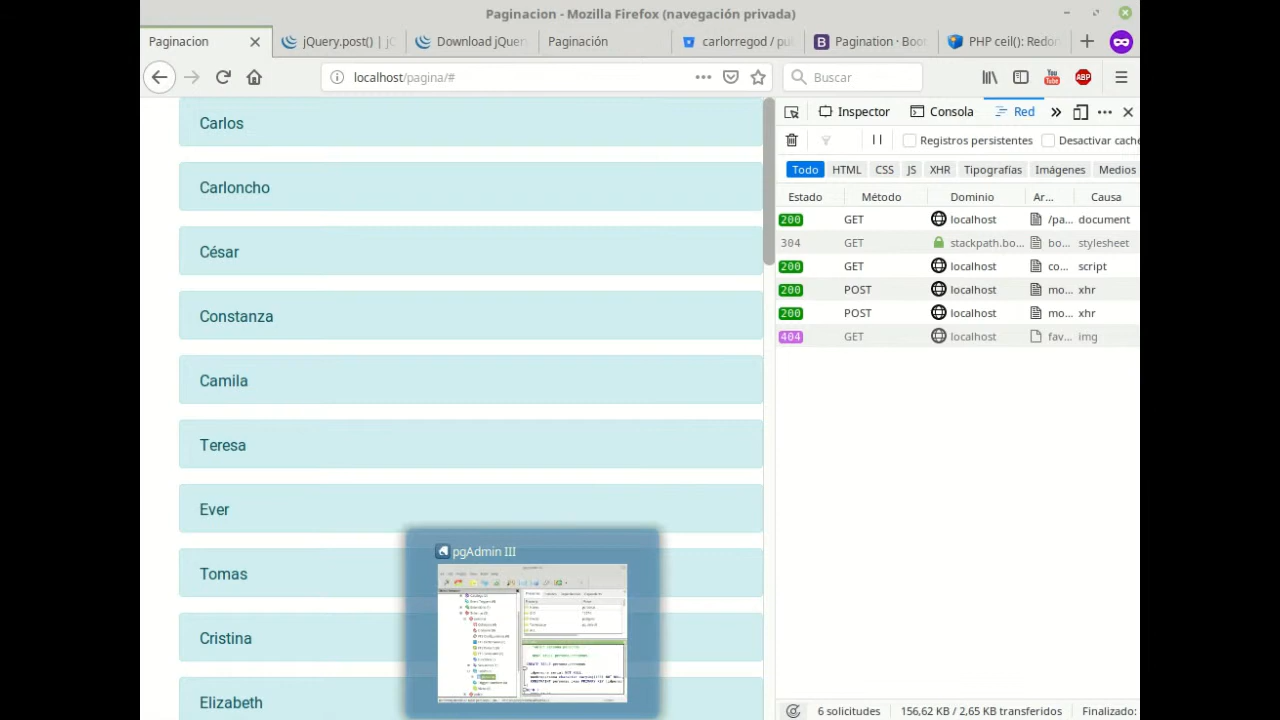 Paginacion - Mozilla Firefox (navegación privada)
Paginacion
jQuery.post() | jC
Download jQuery
Paginación
carlorregod / pu
Pagination · Boo
PHP ceil(): Redon
localhost/pagina/#
Buscar
Inspector
Consola
Red
Registros persistentes
Desactivar caché
Todo
HTML
CSS
JS
XHR
Tipografías
Imágenes
Medios
Estado Método Dominio Ar... Causa
200 GET localhost /pa... document
304 GET stackpath.bo... bo... stylesheet
200 GET localhost co... script
200 POST localhost mo... xhr
200 POST localhost mo... xhr
404 GET localhost fav... img
Carlos
Carloncho
César
Constanza
Camila
Teresa
Ever
Tomas
Cristina
Elizabeth
pgAdmin III
6 solicitudes
156,62 KB / 2,65 KB transferidos
Finalizado: